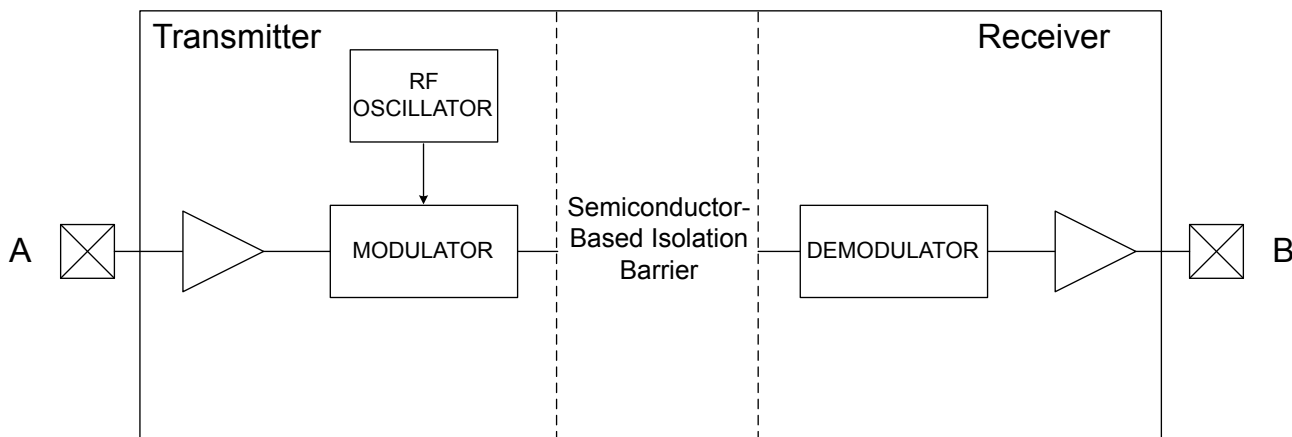 Transmitter
Receiver
RF
OSCILLATOR
A
MODULATOR
Semiconductor-
Based Isolation
Barrier
DEMODULATOR
B